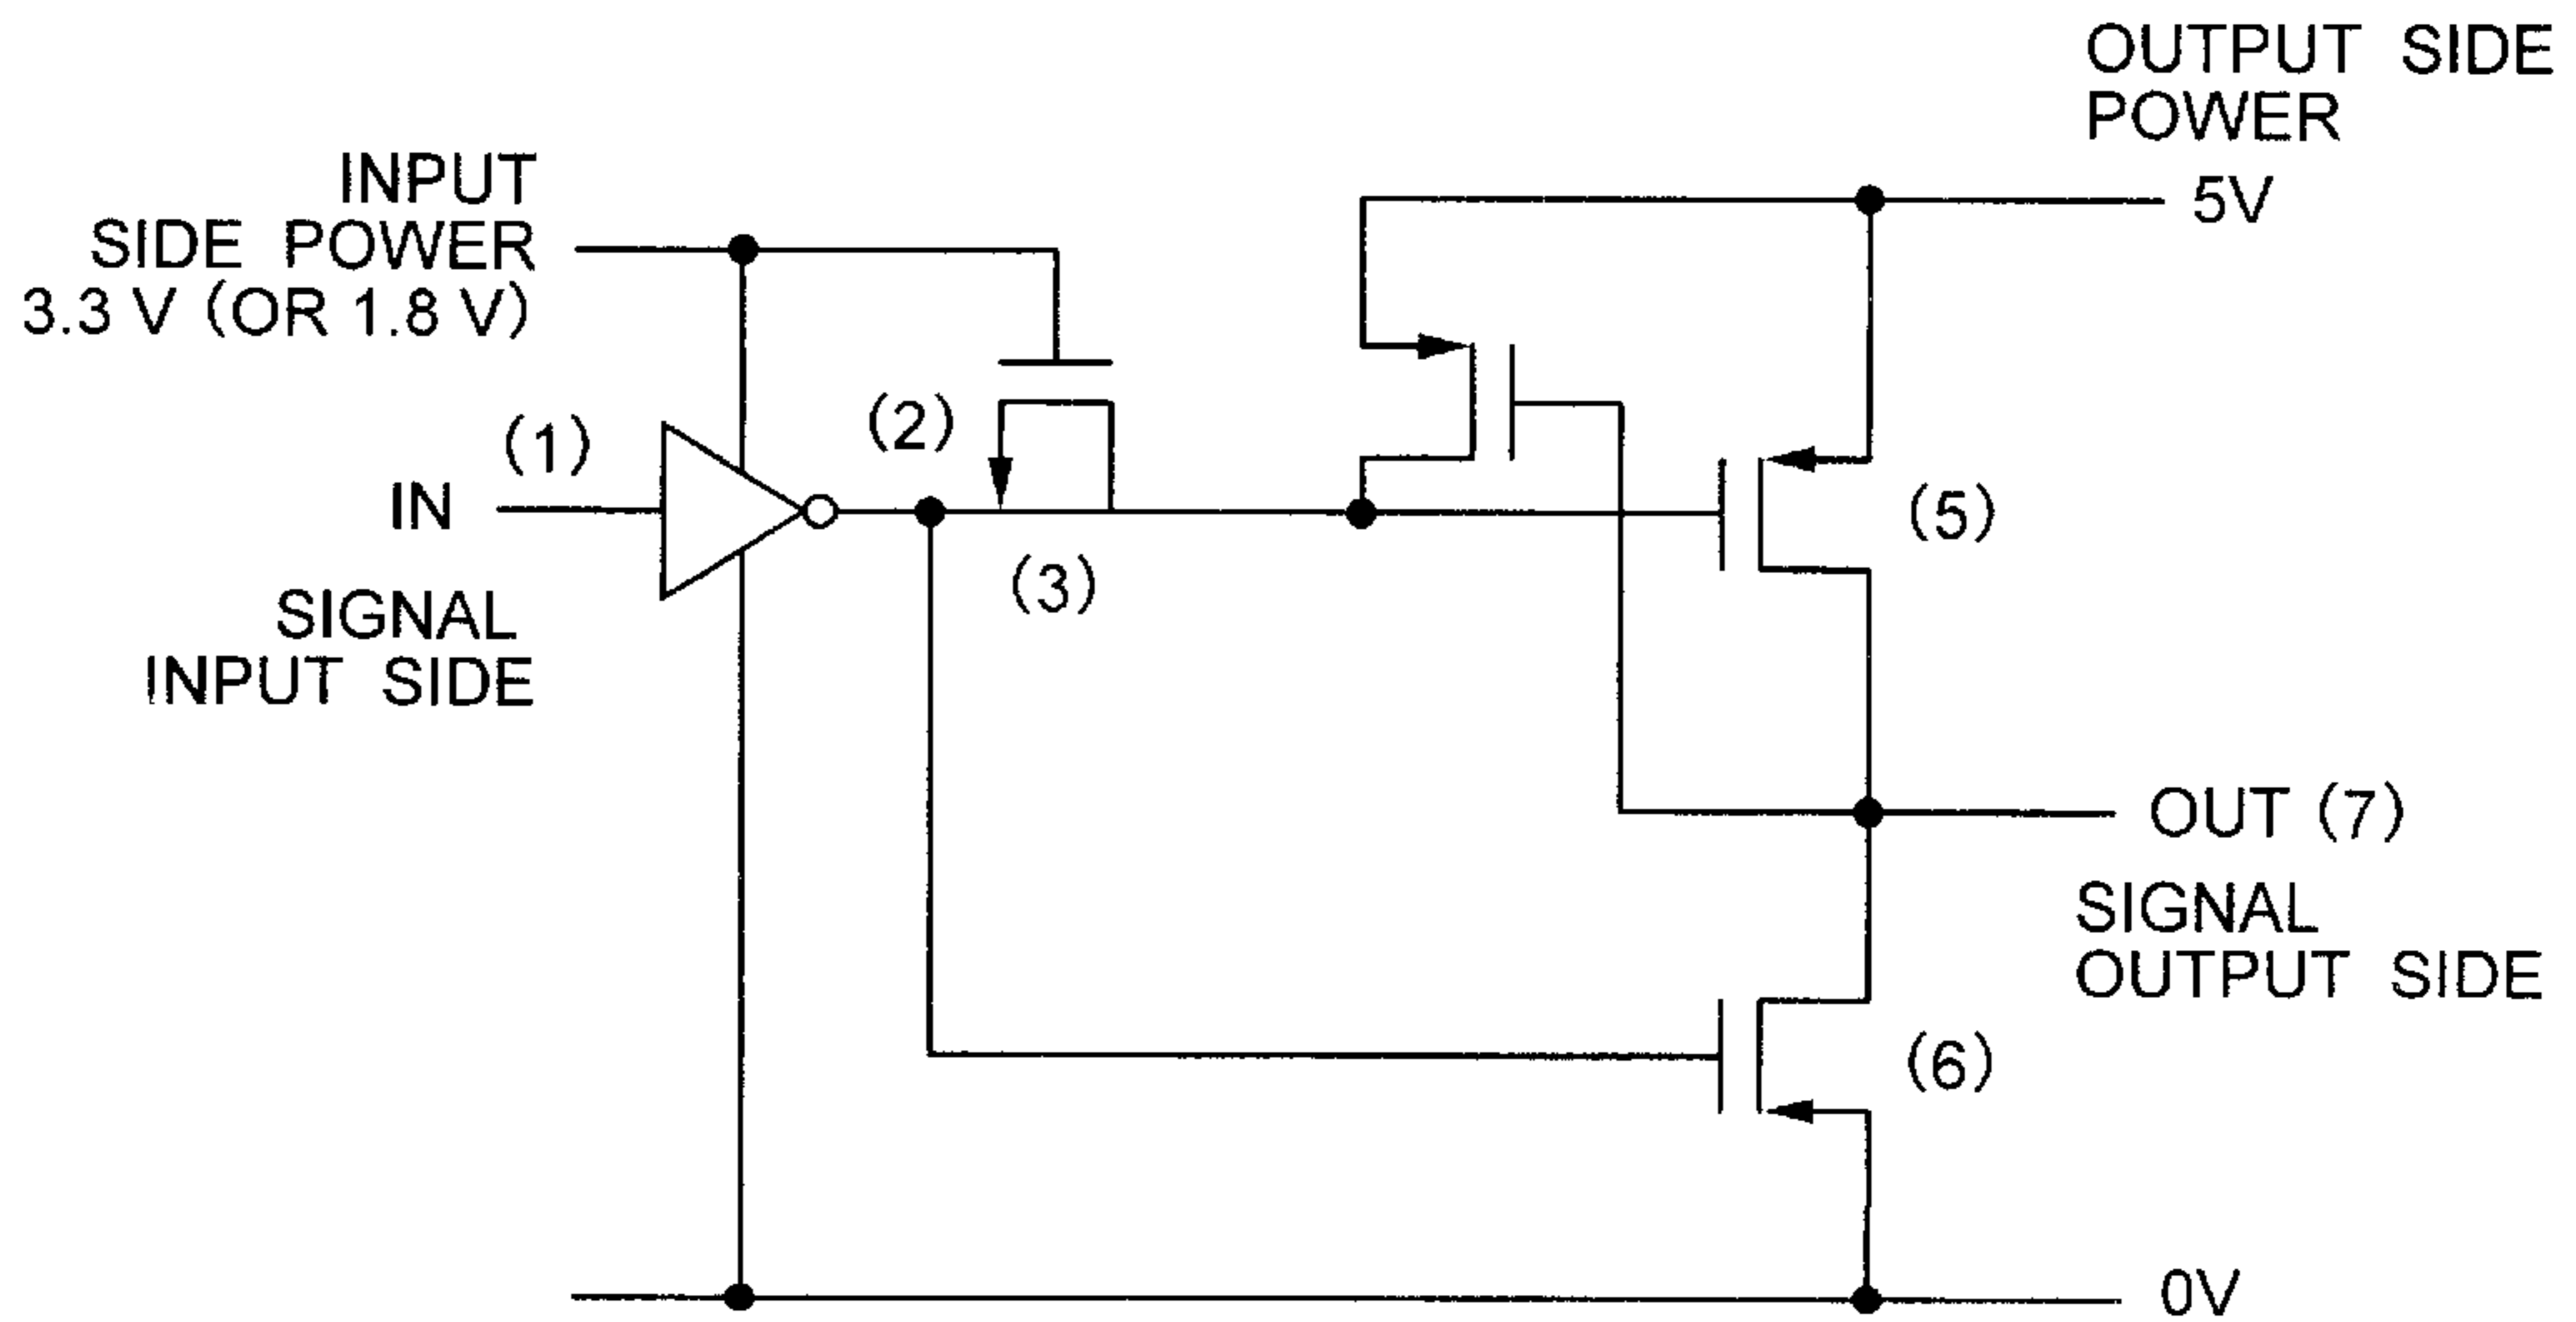 OUTPUT SIDE
POWER
5V
INPUT
SIDE POWER
3.3 V (OR 1.8 V)
(1)
(2)
IN
(3)
(5)
SIGNAL
INPUT SIDE
OUT (7)
SIGNAL
OUTPUT SIDE
(6)
0V